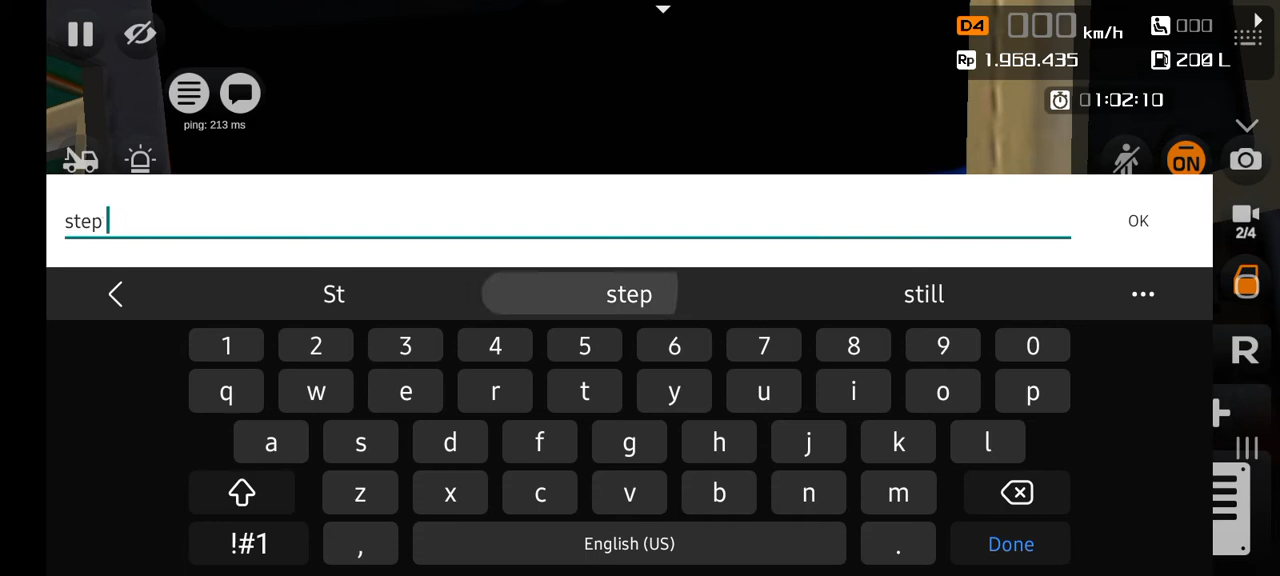 D4 000 km/h 000
Rp 1.968.435 200 L
ping: 213 ms
01:02:10
ON
step
OK
2/4
St step still ...
1 2 3 4 5 6 7 8 9 0
q w e r t y u i o p
R
a s d f g h j k l
z x c v b n m
!#1 , English (US) . Done